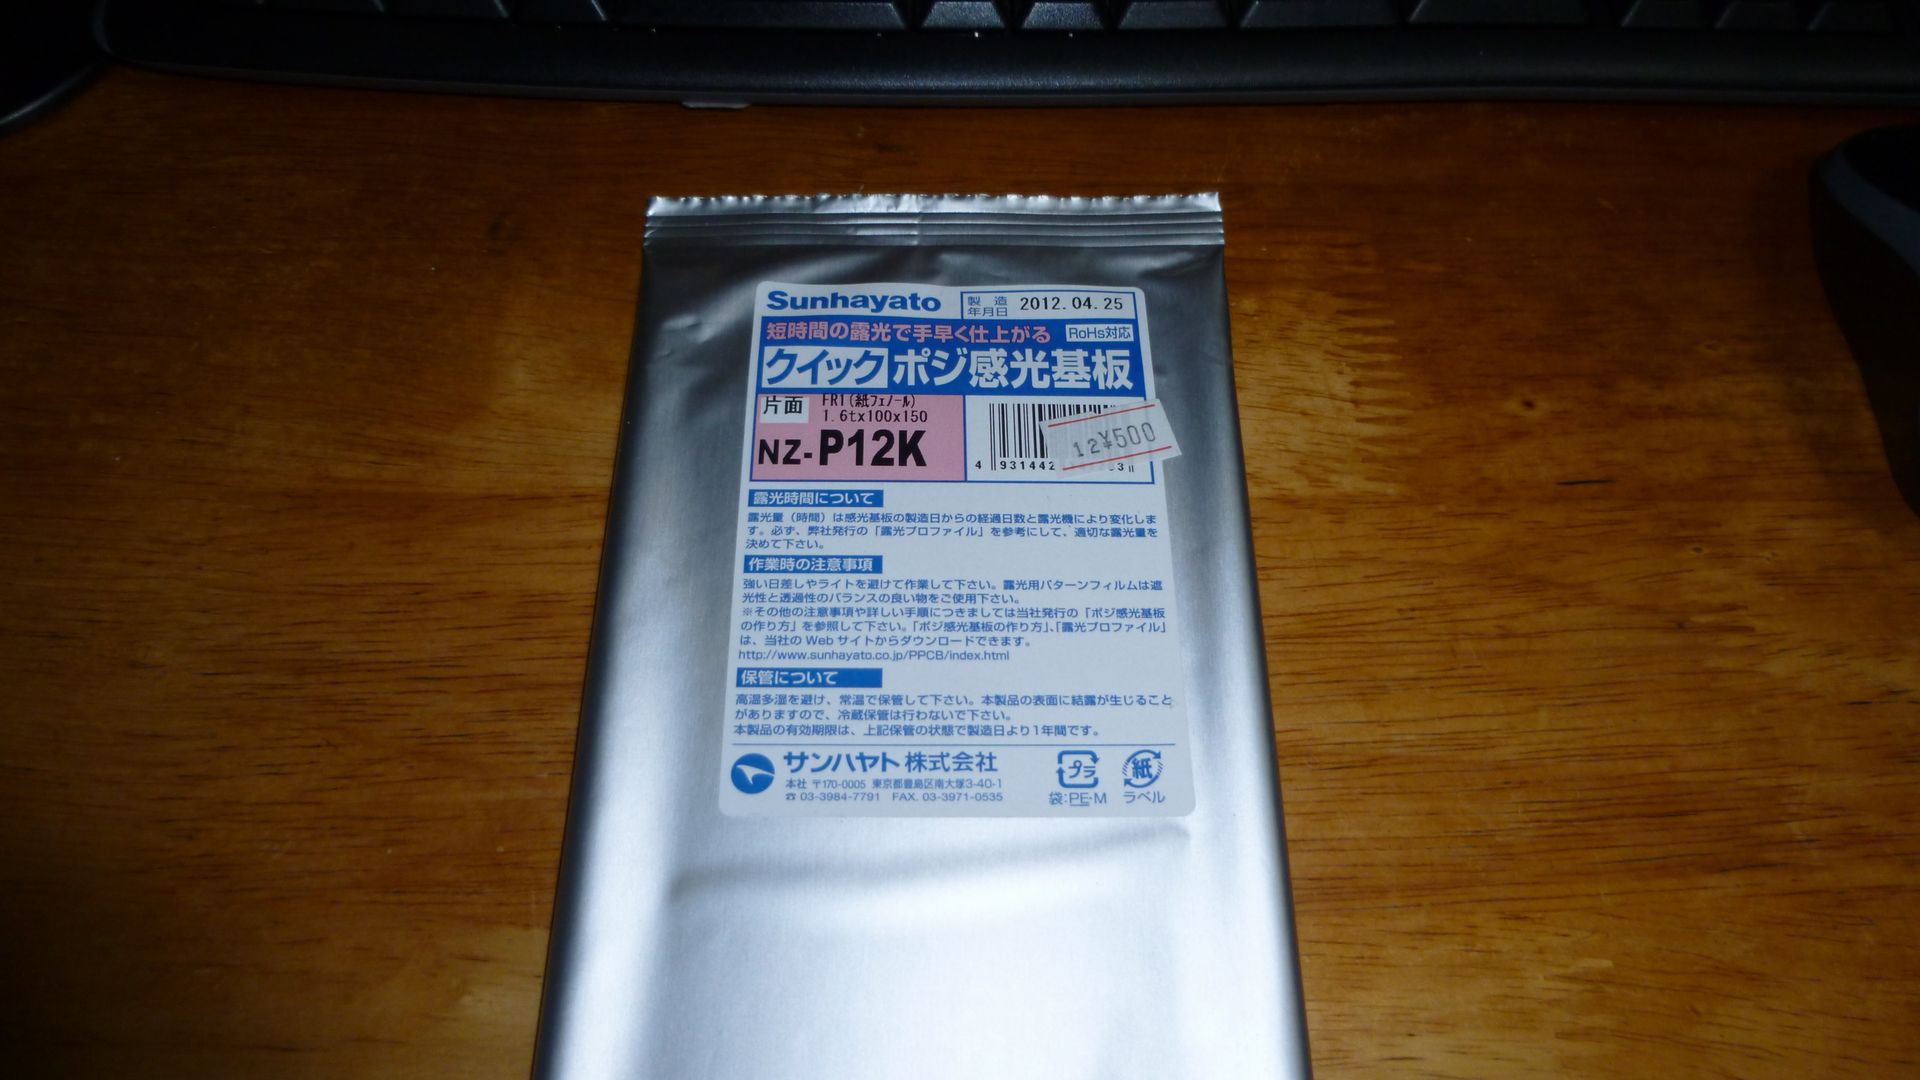 Sunhayato
製造年月日 2012.04.25
短時間の露光で手早く仕上がる RoHs対応
クイック ポジ感光基板
片面 FR1(紙フェノール)
1.6tx100x150
NZ-P12K
12¥500
4 931442
露光時間について
露光量（時間）は感光基板の製造日からの経過日数と露光機により変化しま
す。必ず、弊社発行の「露光プロファイル」を参考にして、適切な露光量を
決めて下さい。
作業時の注意事項
強い日差しやライトを避けて作業して下さい。露光用パターンフィルムは遮
光性と透過性のバランスの良い物をご使用下さい。
※その他の注意事項や詳しい手順につきましては当社発行の「ポジ感光基板
の作り方」を参照して下さい。「ポジ感光基板の作り方」、「露光プロファイル」
は、当社の Web サイトからダウンロードできます。
http://www.sunhayato.co.jp/PPCB/index.html
保管について
高温多湿を避け、常温で保管して下さい。本製品の表面に結露が生じること
がありますので、冷蔵保管は行わないで下さい。
本製品の有効期限は、上記保管の状態で製造日より1年間です。
サンハヤト株式会社
本社 〒170-0005 東京都豊島区南大塚3-40-1
☎ 03-3984-7791 FAX. 03-3971-0535
プラ
袋:PE-M
紙
ラベル